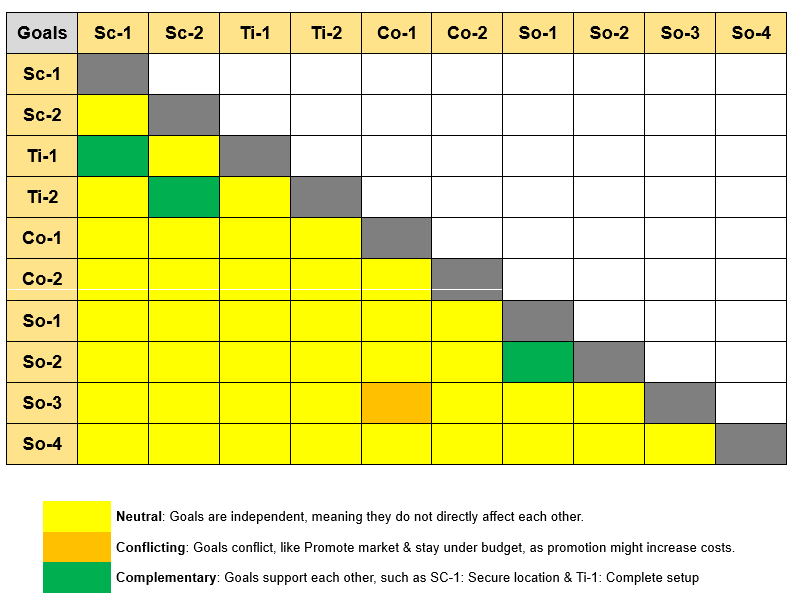 Goals Sc-1 Sc-2 Ti-1 Ti-2 Co-1 Co-2 So-1 So-2 So-3 So-4
Sc-1
Sc-2
Ti-1
Ti-2
Co-1
Co-2
So-1
So-2
So-3
So-4
Neutral: Goals are independent, meaning they do not directly affect each other.
Conflicting: Goals conflict, like Promote market & stay under budget, as promotion might increase costs.
Complementary: Goals support each other, such as SC-1: Secure location & Ti-1: Complete setup